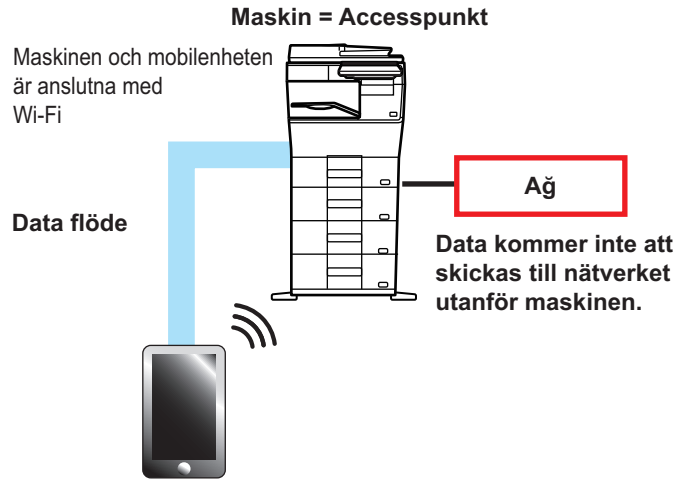 Maskin = Accesspunkt
Maskinen och mobilenheten
är anslutna med
Wi-Fi
Ağ
Data flöde
Data kommer inte att
skickas till nätverket
utanför maskinen.